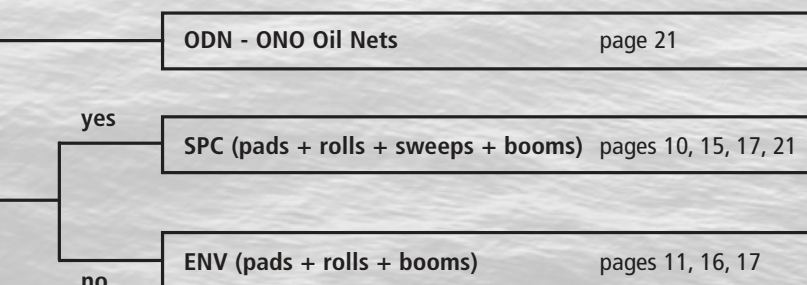 ODN - ONO Oil Nets page 21
yes
SPC (pads + rolls + sweeps + booms) pages 10, 15, 17, 21
ENV (pads + rolls + booms) pages 11, 16, 17
no